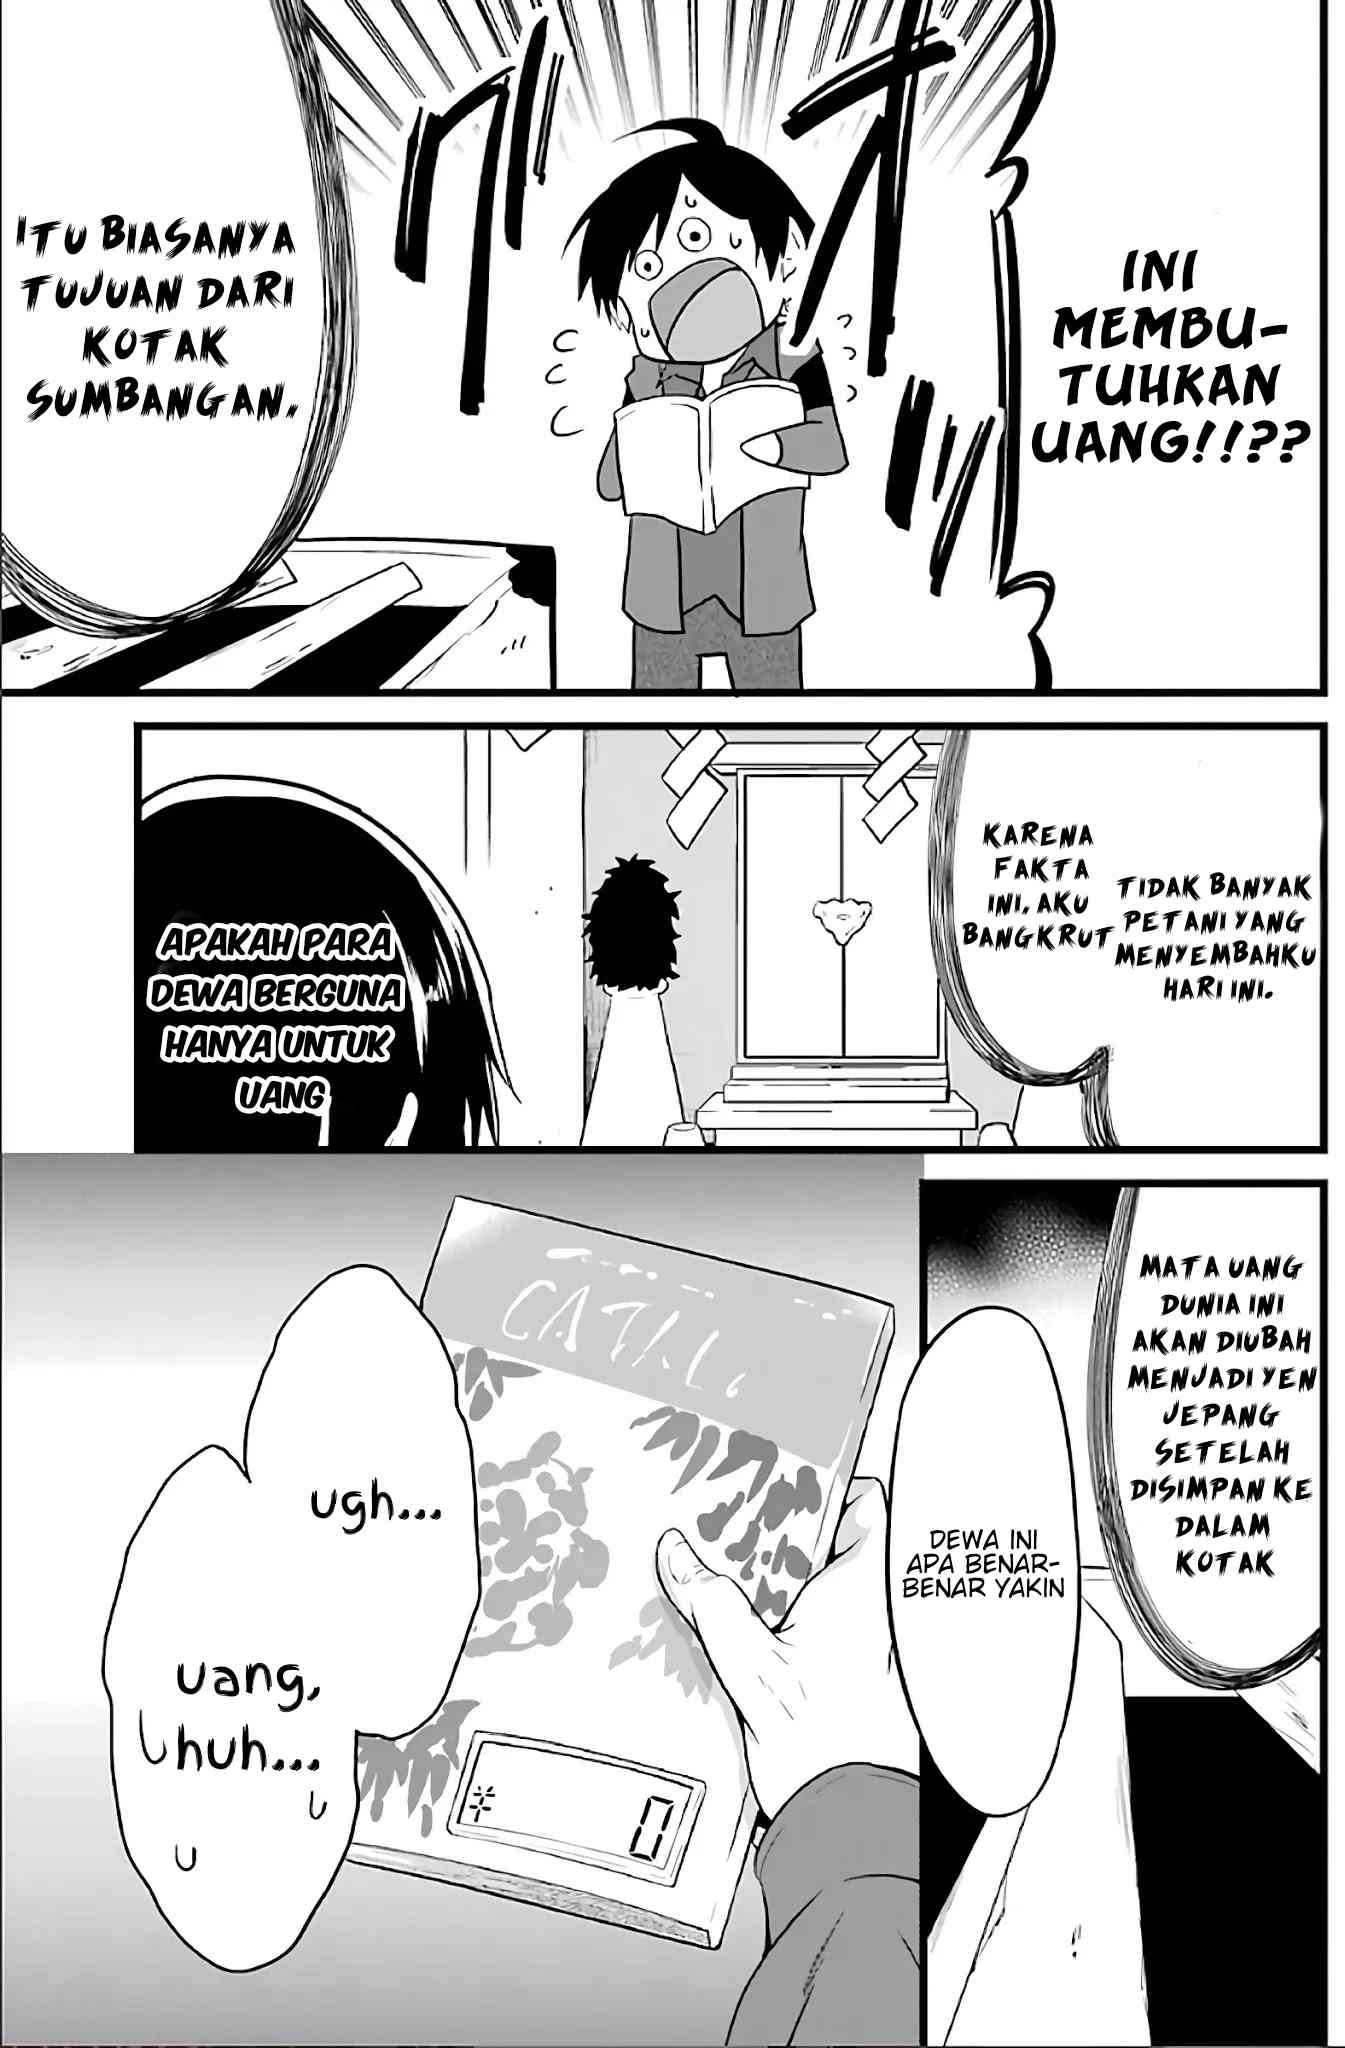 INI
MEMBU-
TUHKAN
UANG!!??
ITU BIASANYA
TUJUAN DARI
KOTAK
SUMBANGAN.
TIDAK BANYAK
PETANI YANG
MENYEMBAHKU
HARI INI.
KARENA
FAKTA
INI, AKU
BANGKRUT
APAKAH PARA
DEWA BERGUNA
HANYA UNTUK
UANG
MATA UANG
DUNIA INI
AKAN DIUBAH
MENJADI YEN
JEPANG
SETELAH
DISIMPAN KE
DALAM
KOTAK
DEWA INI
APA BENAR-
BENAR YAKIN
ugh...
uang,
huh...
0